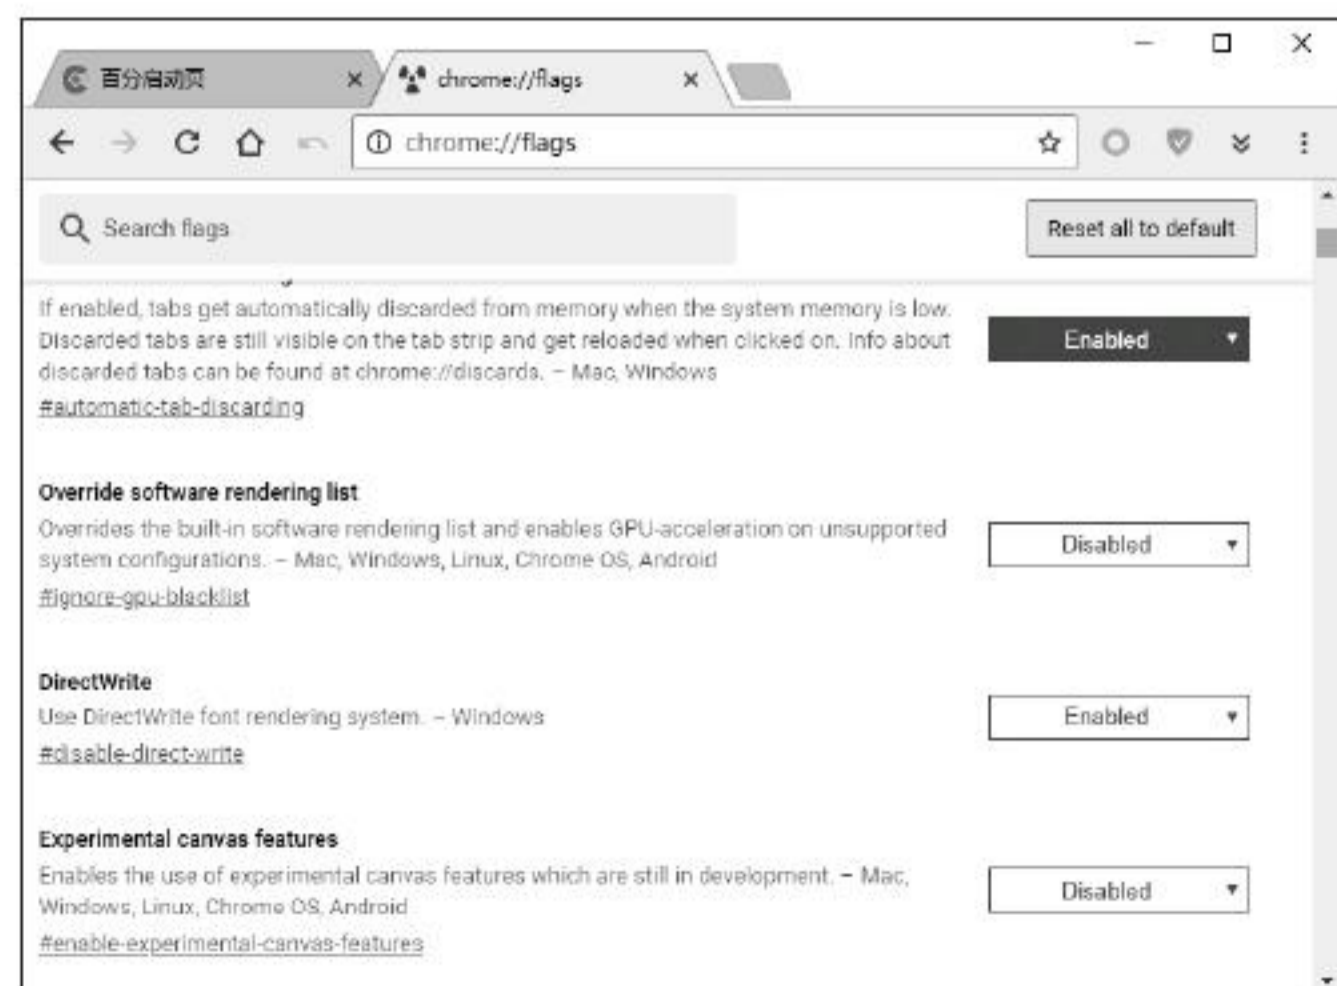 百分启动页
chrome://flags
chrome://flags
Search flags
Reset all to default
If enabled, tabs get automatically discarded from memory when the system memory is low.
Discarded tabs are still visible on the tab strip and get reloaded when clicked on. Info about
discarded tabs can be found at chrome://discards. – Mac, Windows
Enabled
#automatic-tab-discarding
Override software rendering list
Overrides the built-in software rendering list and enables GPU-acceleration on unsupported
system configurations. – Mac, Windows, Linux, Chrome OS, Android
Disabled
#ignore-gpu-blacklist
DirectWrite
Use DirectWrite font rendering system. – Windows
Enabled
#disable-direct-write
Experimental canvas features
Enables the use of experimental canvas features which are still in development. – Mac,
Windows, Linux, Chrome OS, Android
Disabled
#enable-experimental-canvas-features